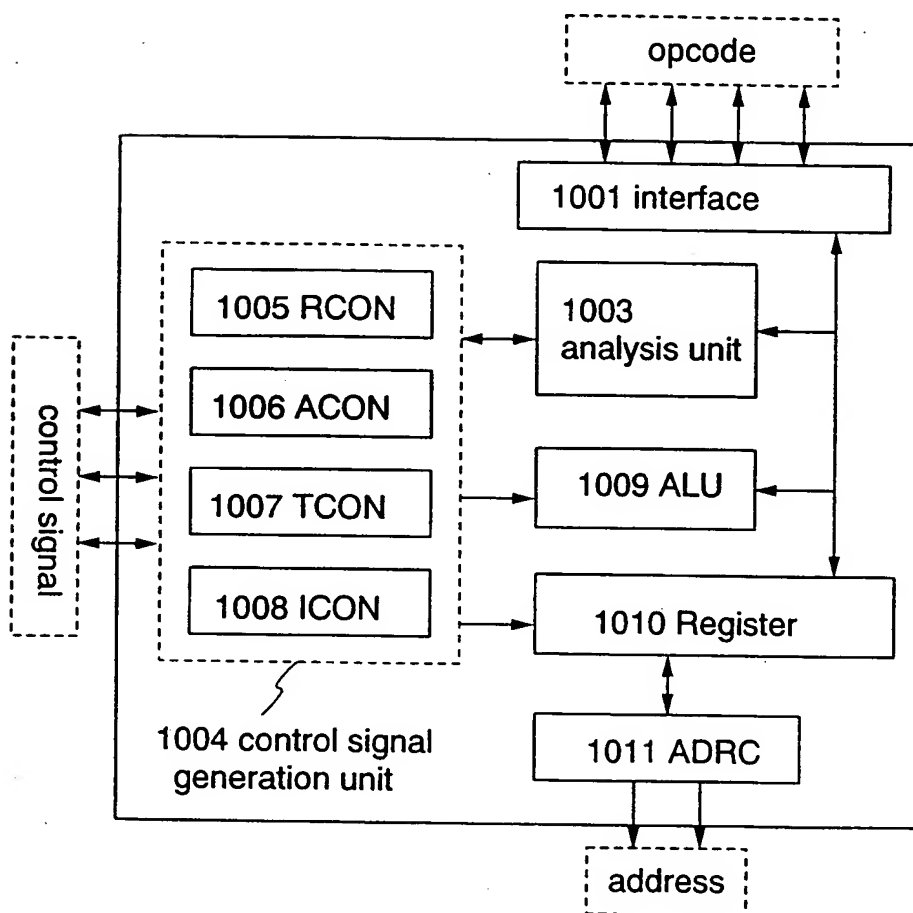 opcode
1001 interface
1005 RCON
1003
analysis unit
1006 ACON
control signal
1007 TCON
1009 ALU
1008 ICON
1010 Register
1004 control signal
generation unit
1011 ADRC
address